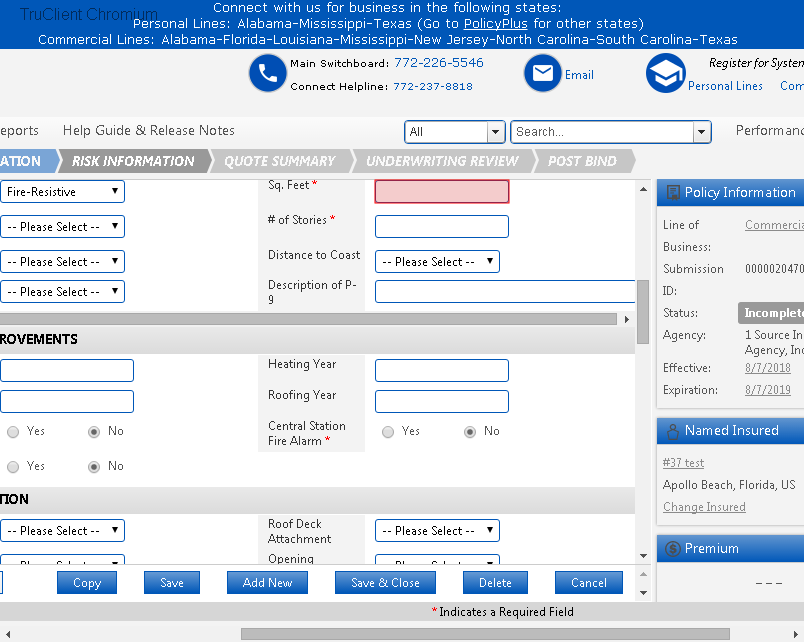 TruClient Chromium
Connect with us for business in the following states:
Personal Lines: Alabama-Mississippi-Texas (Go to PolicyPlus for other states)
Commercial Lines: Alabama-Florida-Louisiana-Mississippi-New Jersey-North Carolina-South Carolina-Texas
Main Switchboard: 772-226-5546
Connect Helpline: 772-237-8818
Email
Register for System
Personal Lines Com
eports Help Guide & Release Notes
All Search... Performanc
ATION RISK INFORMATION QUOTE SUMMARY UNDERWRITING REVIEW POST BIND
Fire-Resistive Sq. Feet *
-- Please Select -- # of Stories *
-- Please Select -- Distance to Coast -- Please Select --
-- Please Select -- Description of P-
9
ROVEMENTS
Heating Year
Roofing Year
Yes No Central Station
Fire Alarm * Yes No
Yes No
TION
-- Please Select -- Roof Deck
Attachment -- Please Select --
-- Please Select -- Opening -- Please Select --
Copy Save Add New Save & Close Delete Cancel
* Indicates a Required Field
Policy Information
Line of
Business: Commercia
Submission
ID: 0000020470
Status: Incomplete
Agency: 1 Source In
Agency, Inc
Effective: 8/7/2018
Expiration: 8/7/2019
Named Insured
#37 test
Apollo Beach, Florida, US
Change Insured
Premium
---